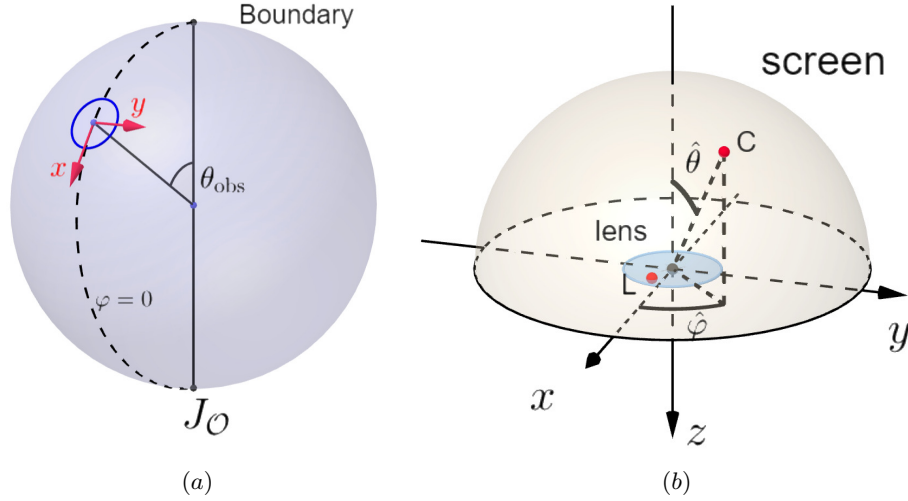 Boundary
y
x
θobs
φ = 0
J𝒪
(a)
screen
C
θ̂
lens
L
φ̂
y
x
z
(b)